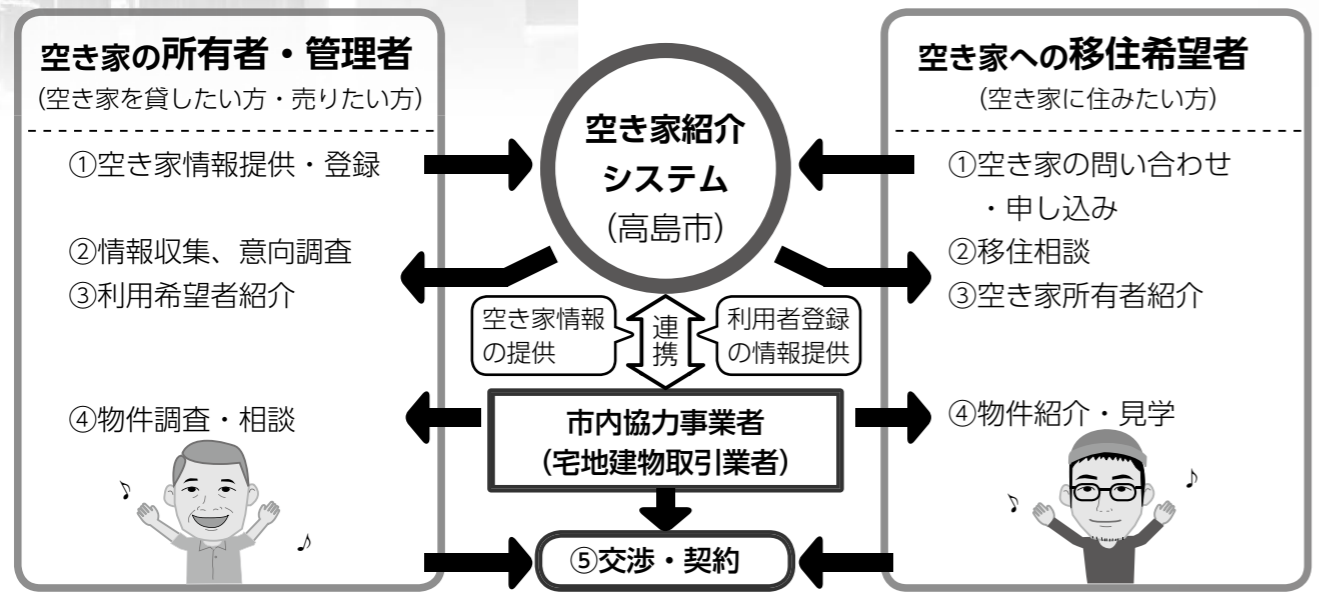 空き家の所有者・管理者
(空き家を貸したい方・売りたい方)
①空き家情報提供・登録
②情報収集、意向調査
③利用希望者紹介
④物件調査・相談
空き家紹介
システム
(高島市)
空き家情報
の提供
連携
利用者登録
の情報提供
市内協力事業者
(宅地建物取引業者)
⑤交渉・契約
空き家への移住希望者
(空き家に住みたい方)
①空き家の問い合わせ
・申し込み
②移住相談
③空き家所有者紹介
④物件紹介・見学